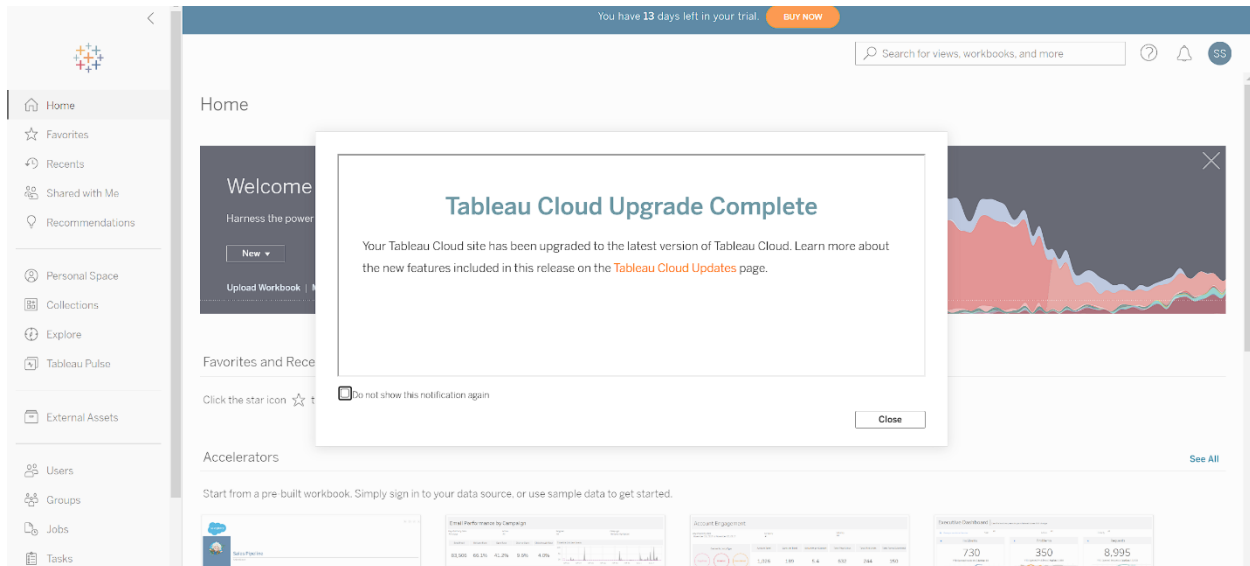 You have 13 days left in your trial.
BUY NOW
Search for views, workbooks, and more
SS
Home
Favorites
Recents
Shared with Me
Recommendations
Personal Space
Collections
Explore
Tableau Pulse
External Assets
Users
Groups
Jobs
Tasks
Home
Welcome
Harness the power
New
Upload Workbook |
Tableau Cloud Upgrade Complete
Your Tableau Cloud site has been upgraded to the latest version of Tableau Cloud. Learn more about
the new features included in this release on the Tableau Cloud Updates page.
Do not show this notification again
Close
Favorites and Rece
Click the star icon
Accelerators
See All
Start from a pre-built workbook. Simply sign in to your data source, or use sample data to get started.
Sales Pipeline
Email Performance by Campaign
Account Engagement
Execution Dashboard
730
350
8,995